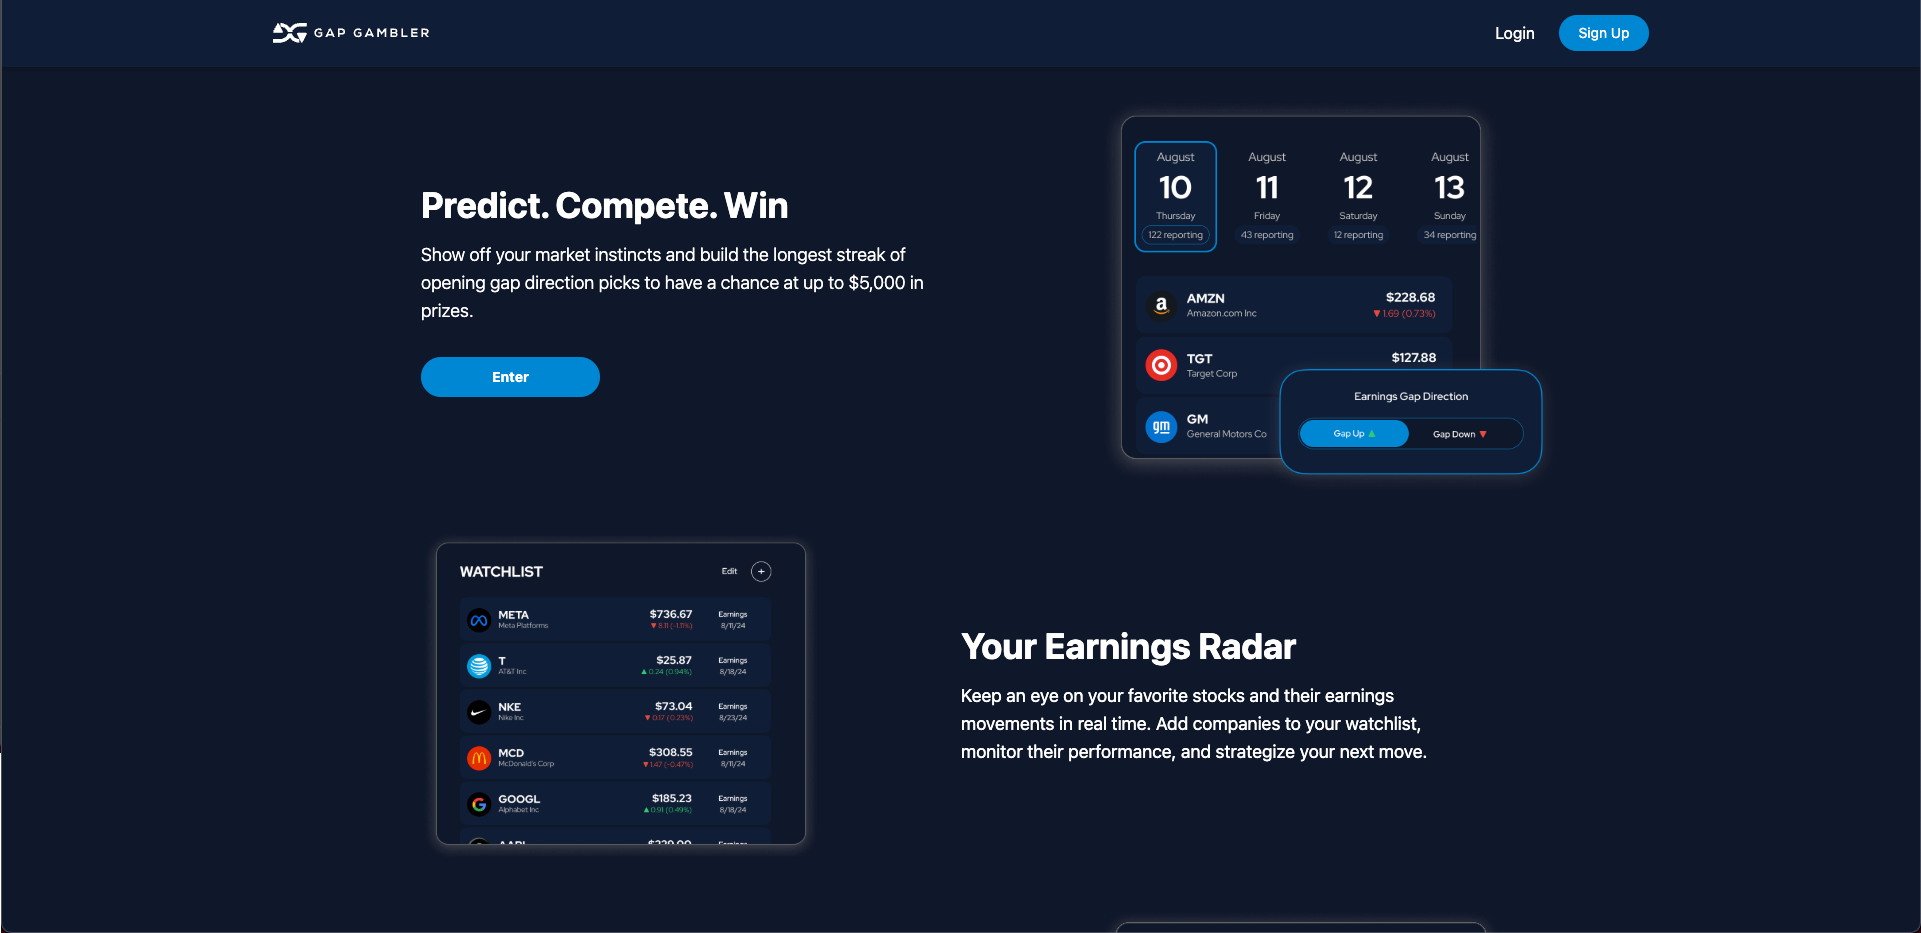 GAP GAMBLER
Login
Sign Up
Predict. Compete. Win
Show off your market instincts and build the longest streak of
opening gap direction picks to have a chance at up to $5,000 in
prizes.
Enter
August August August August
10 11 12 13
Thursday Friday Saturday Sunday
122 reporting 43 reporting 12 reporting 34 reporting
AMZN $228.68
Amazon.com Inc ▼ 1.69 (0.73%)
TGT $127.88
Target Corp
GM
General Motors Co
Earnings Gap Direction
Gap Up ▲ Gap Down ▼
WATCHLIST Edit +
META $736.67 Earnings
Meta Platforms ▼ 8.11 (-1.11%) 8/11/24
T $25.87 Earnings
AT&T Inc ▲ 0.24 (0.94%) 8/18/24
NKE $73.04 Earnings
Nike Inc ▼ 0.17 (0.23%) 8/23/24
MCD $308.55 Earnings
McDonald's Corp ▼ 1.47 (-0.47%) 8/11/24
GOOGL $185.23 Earnings
Alphabet Inc ▲ 0.91 (0.49%) 8/18/24
Your Earnings Radar
Keep an eye on your favorite stocks and their earnings
movements in real time. Add companies to your watchlist,
monitor their performance, and strategize your next move.